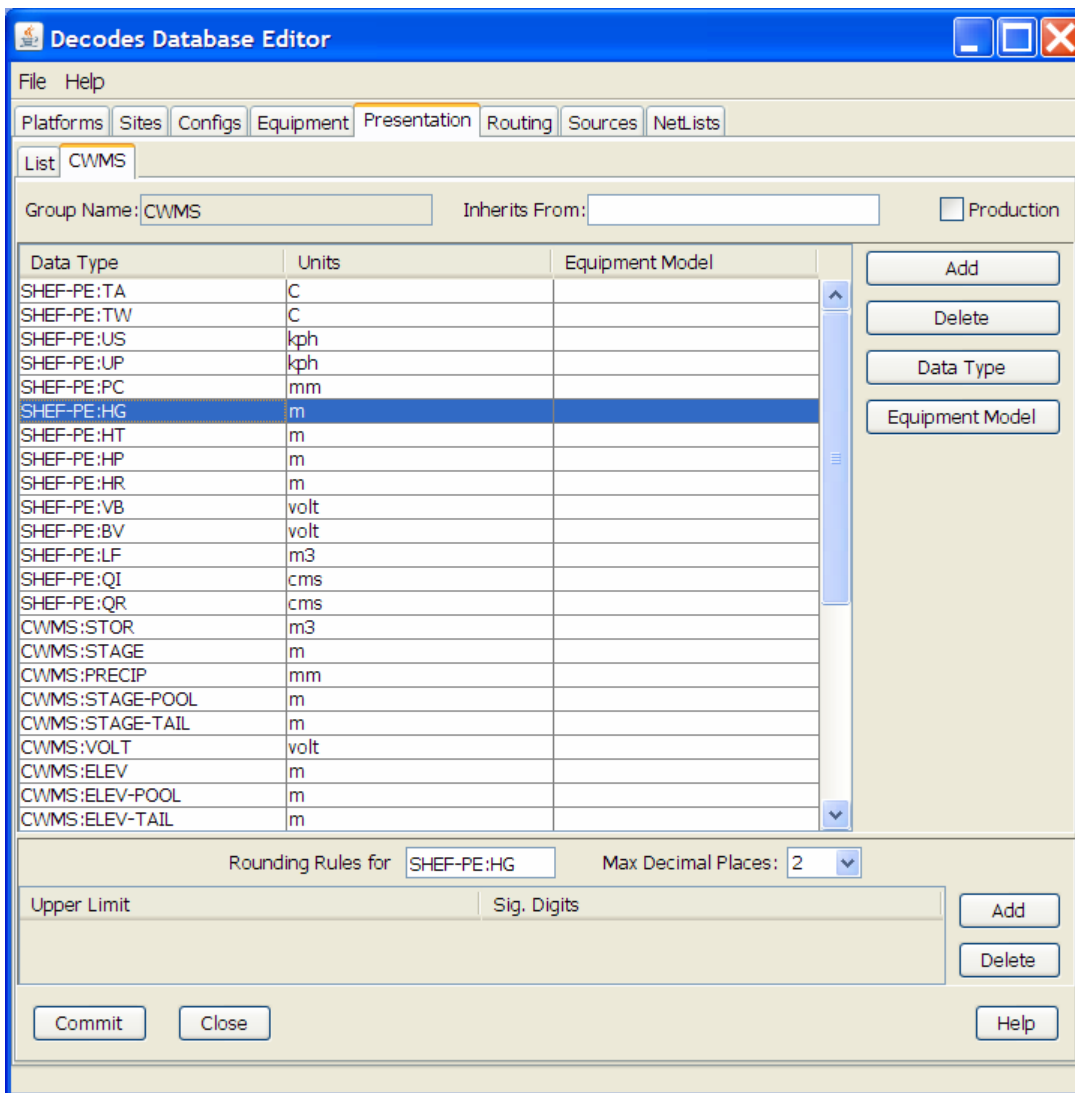 Decodes Database Editor
File Help
Platforms Sites Configs Equipment Presentation Routing Sources NetLists
List CWMS
Group Name: CWMS Inherits From: Production
Data Type Units Equipment Model
Add
SHEF-PE:TA C
SHEF-PE:TW C
Delete
SHEF-PE:US kph
SHEF-PE:UP kph
Data Type
SHEF-PE:PC mm
SHEF-PE:HG m
Equipment Model
SHEF-PE:HT m
SHEF-PE:HP m
SHEF-PE:HR m
SHEF-PE:VB volt
SHEF-PE:BV volt
SHEF-PE:LF m3
SHEF-PE:QI cms
SHEF-PE:QR cms
CWMS:STOR m3
CWMS:STAGE m
CWMS:PRECIP mm
CWMS:STAGE-POOL m
CWMS:STAGE-TAIL m
CWMS:VOLT volt
CWMS:ELEV m
CWMS:ELEV-POOL m
CWMS:ELEV-TAIL m
Rounding Rules for SHEF-PE:HG Max Decimal Places: 2
Upper Limit Sig. Digits
Add
Delete
Commit Close Help